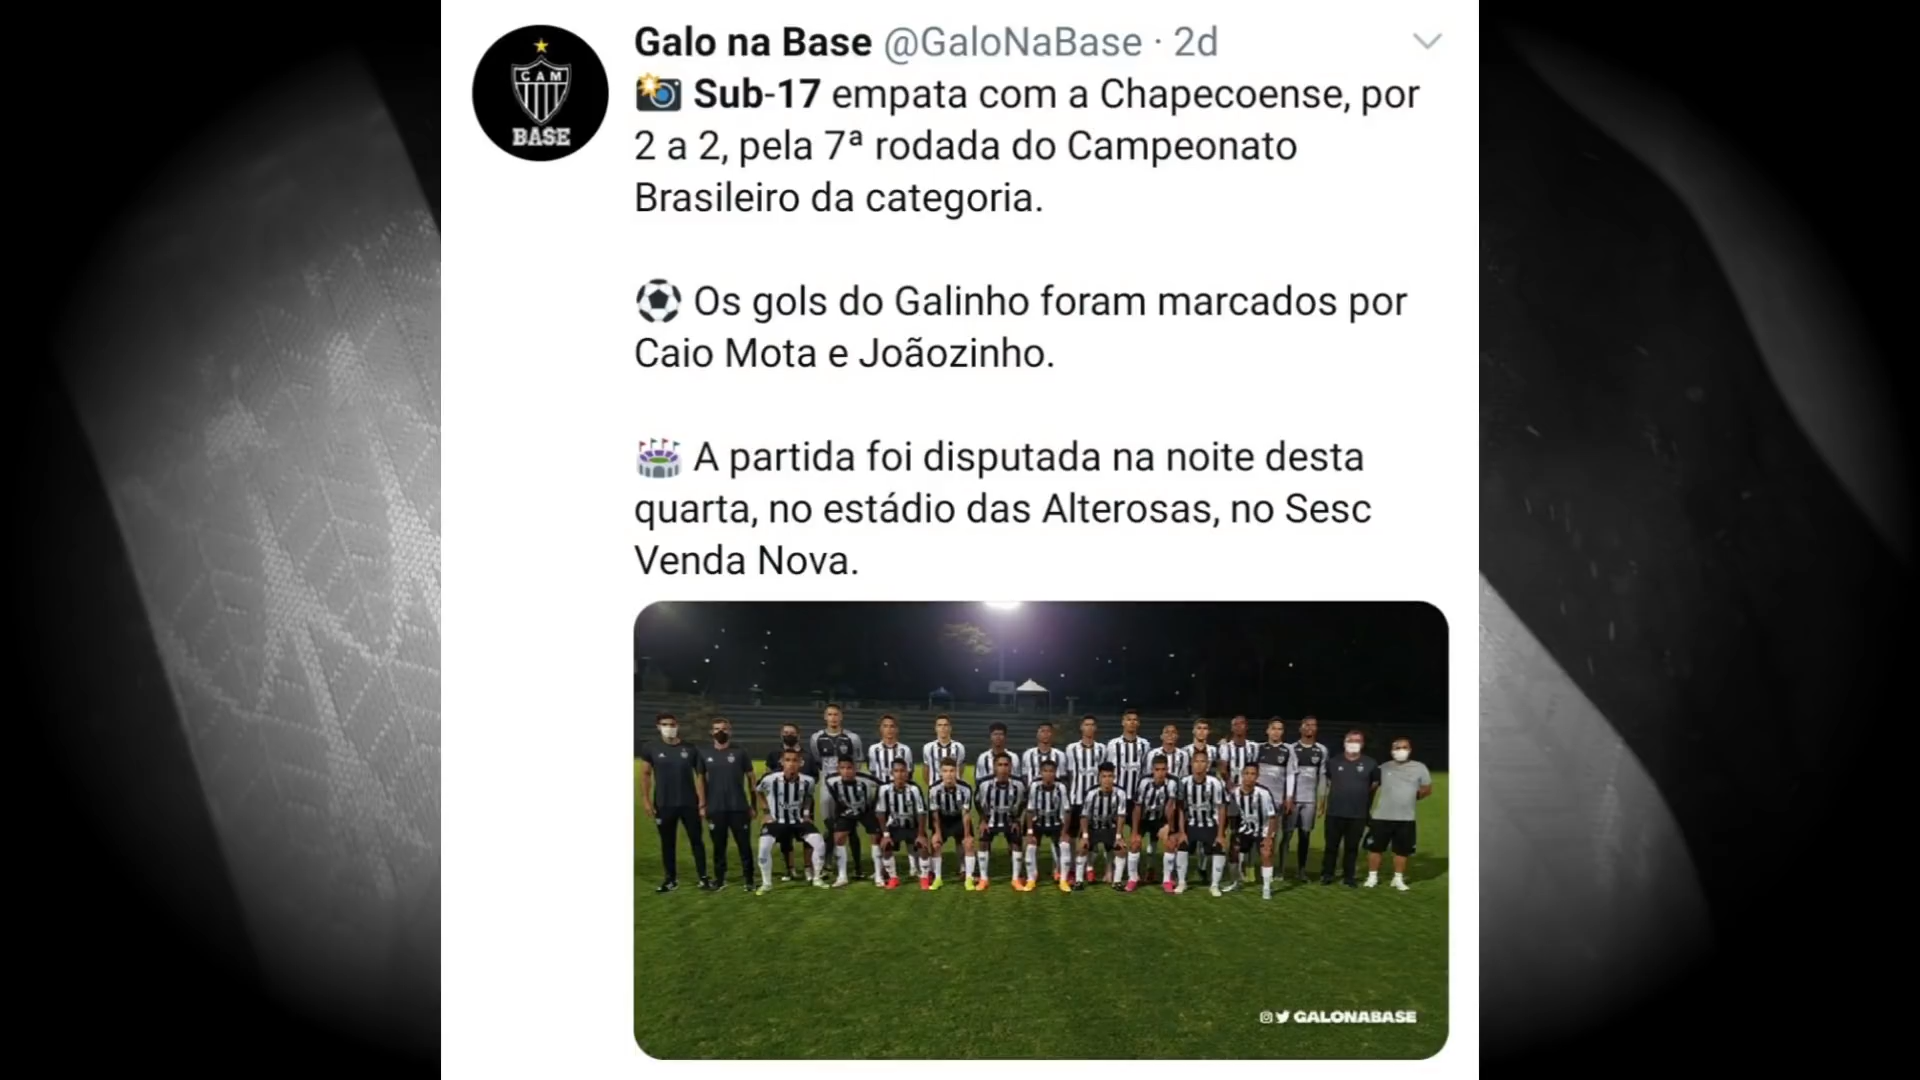 CAM
BASE
Galo na Base @GaloNaBase · 2d
Sub-17 empata com a Chapecoense, por
2 a 2, pela 7ª rodada do Campeonato
Brasileiro da categoria.
Os gols do Galinho foram marcados por
Caio Mota e Joãozinho.
A partida foi disputada na noite desta
quarta, no estádio das Alterosas, no Sesc
Venda Nova.
GALONABASE